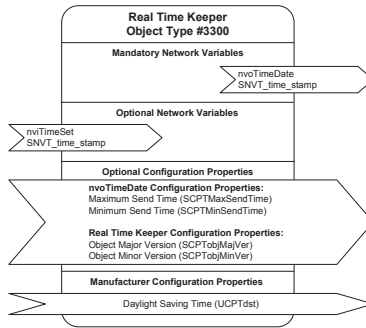 Real Time Keeper
Object Type #3300
Mandatory Network Variables
nvoTimeDate
SNVT_time_stamp
Optional Network Variables
nviTimeSet
SNVT_time_stamp
Optional Configuration Properties
nvoTimeDate Configuration Properties:
Maximum Send Time (SCPTMaxSendTime)
Minimum Send Time (SCPTMinSendTime)
Real Time Keeper Configuration Properties:
Object Major Version (SCPTobjMajVer)
Object Minor Version (SCPTobjMinVer)
Manufacturer Configuration Properties
Daylight Saving Time (UCPTdst)